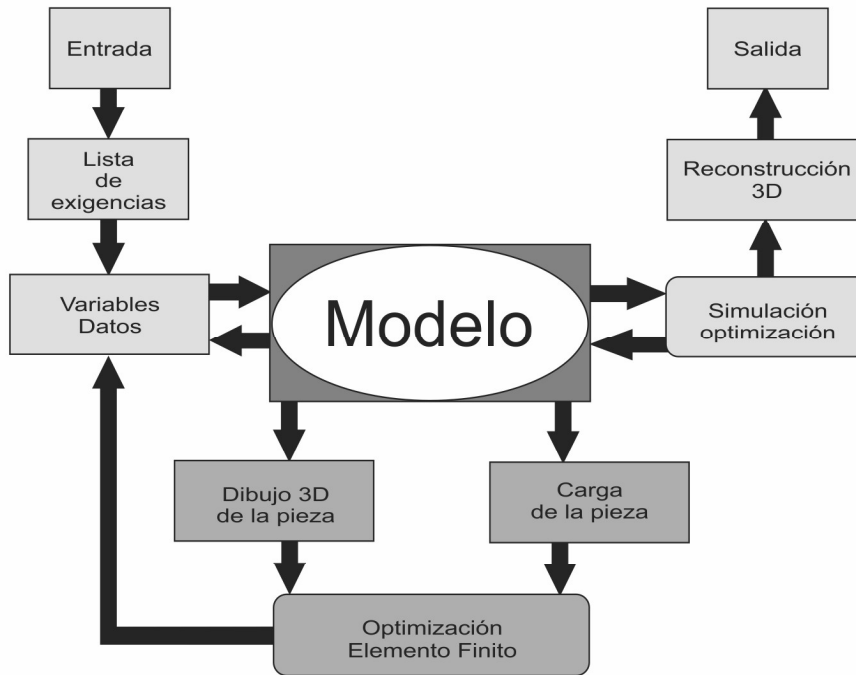 Entrada
Lista
de
exigencias
Variables
Datos
Modelo
Salida
Reconstrucción
3D
Simulación
optimización
Dibujo 3D
de la pieza
Carga
de la pieza
Optimización
Elemento Finito